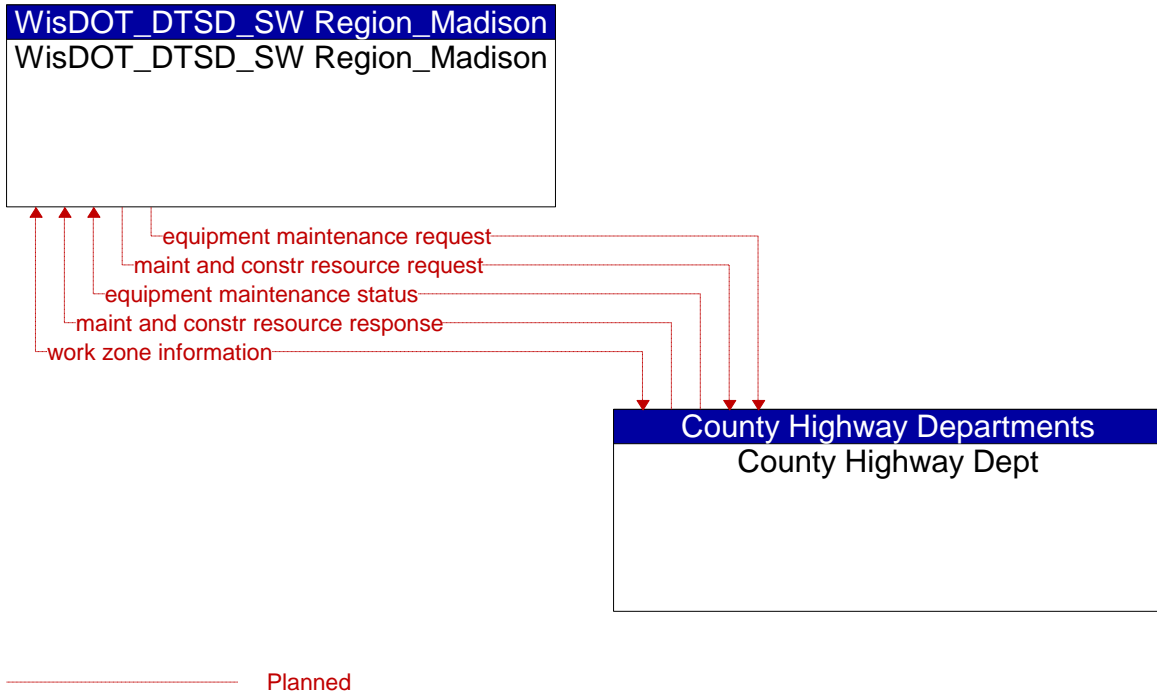 WisDOT_DTSD_SW Region_Madison
WisDOT_DTSD_SW Region_Madison
equipment maintenance request
maint and constr resource request
equipment maintenance status
maint and constr resource response
work zone information
County Highway Departments
County Highway Dept
Planned